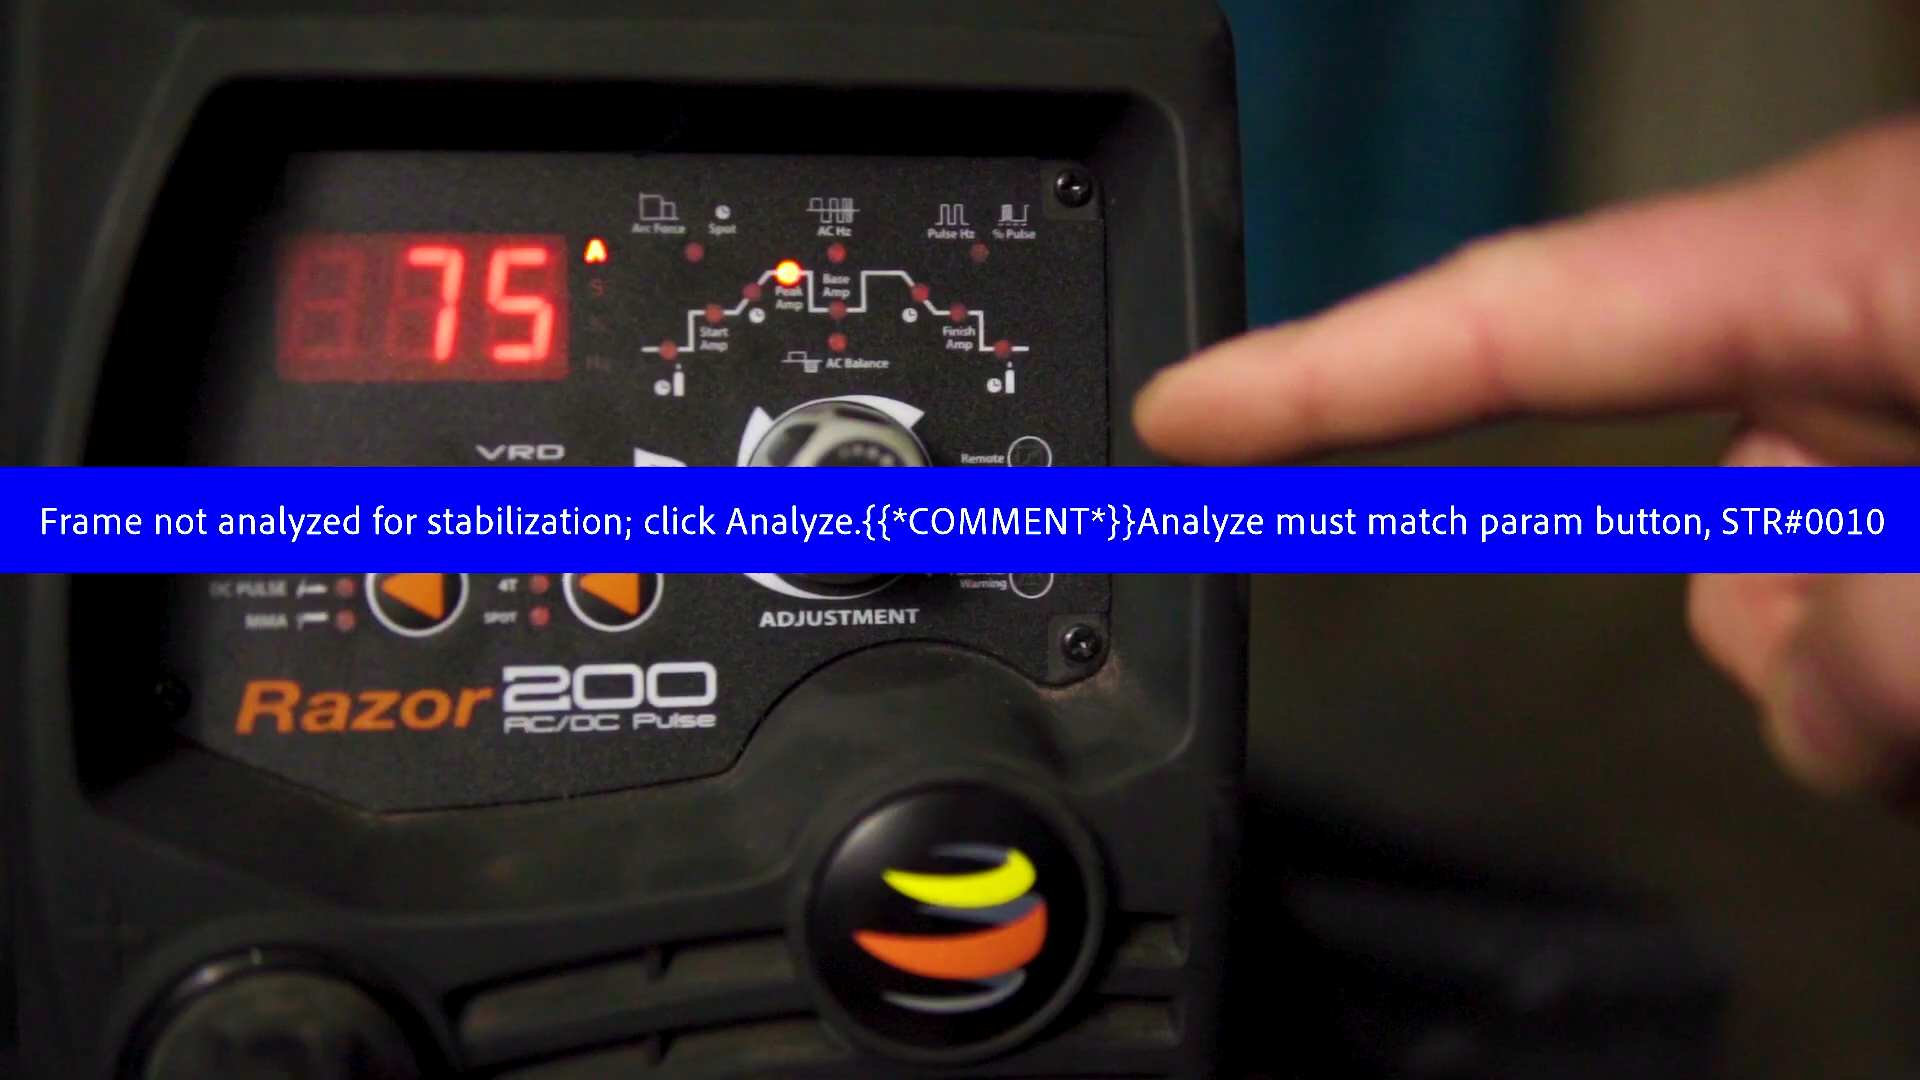 Arc Force
Spot
AC Hz
Pulse Hz
% Pulse
75
A
S
%
Hz
Peak
Amp
Base
Amp
Start
Amp
Finish
Amp
AC Balance
VRD
Remote
Frame not analyzed for stabilization; click Analyze.{{*COMMENT*}}Analyze must match param button, STR#0010
DC PULSE
4T
Warning
MMA
SPOT
ADJUSTMENT
Razor 200
AC/DC Pulse